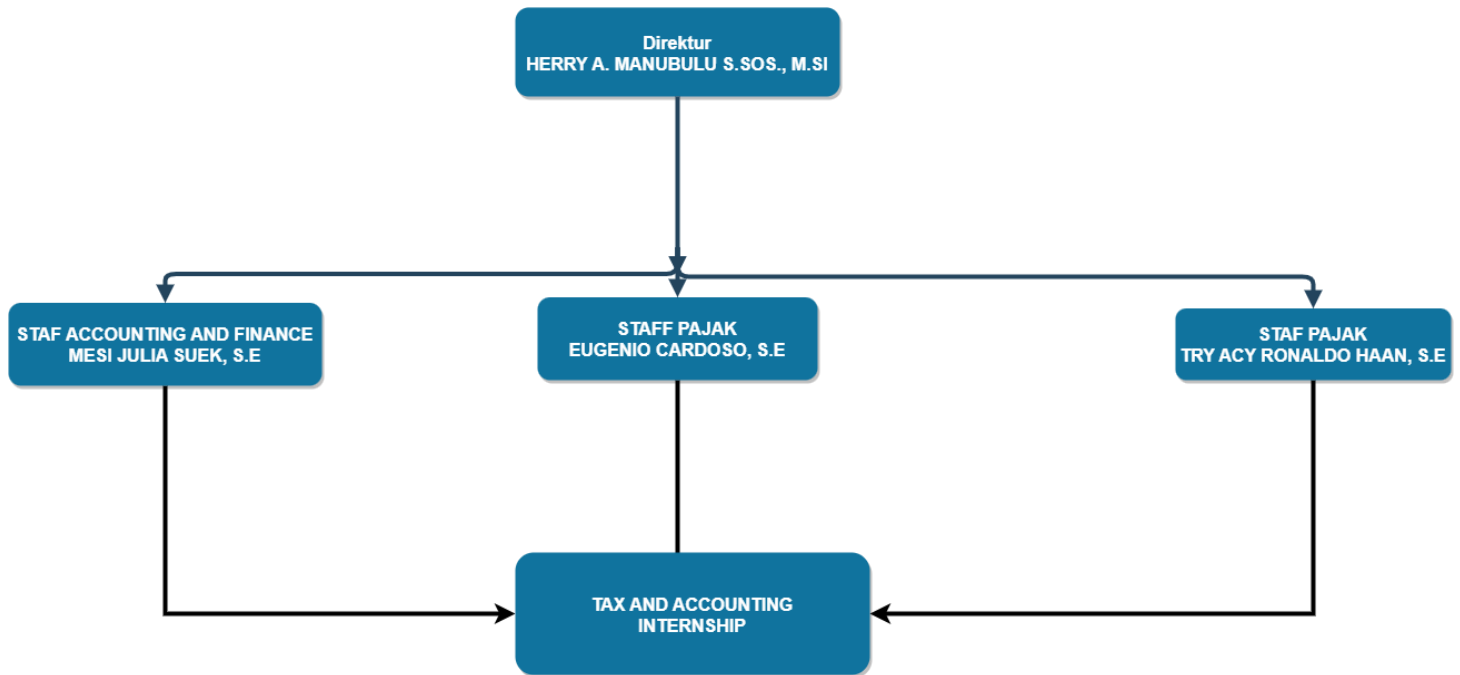 Direktur
HERRY A. MANUBULU S.SOS., M.SI
STAF ACCOUNTING AND FINANCE
MESI JULIA SUEK, S.E
STAFF PAJAK
EUGENIO CARDOSO, S.E
STAF PAJAK
TRY ACY RONALDO HAAN, S.E
TAX AND ACCOUNTING
INTERNSHIP